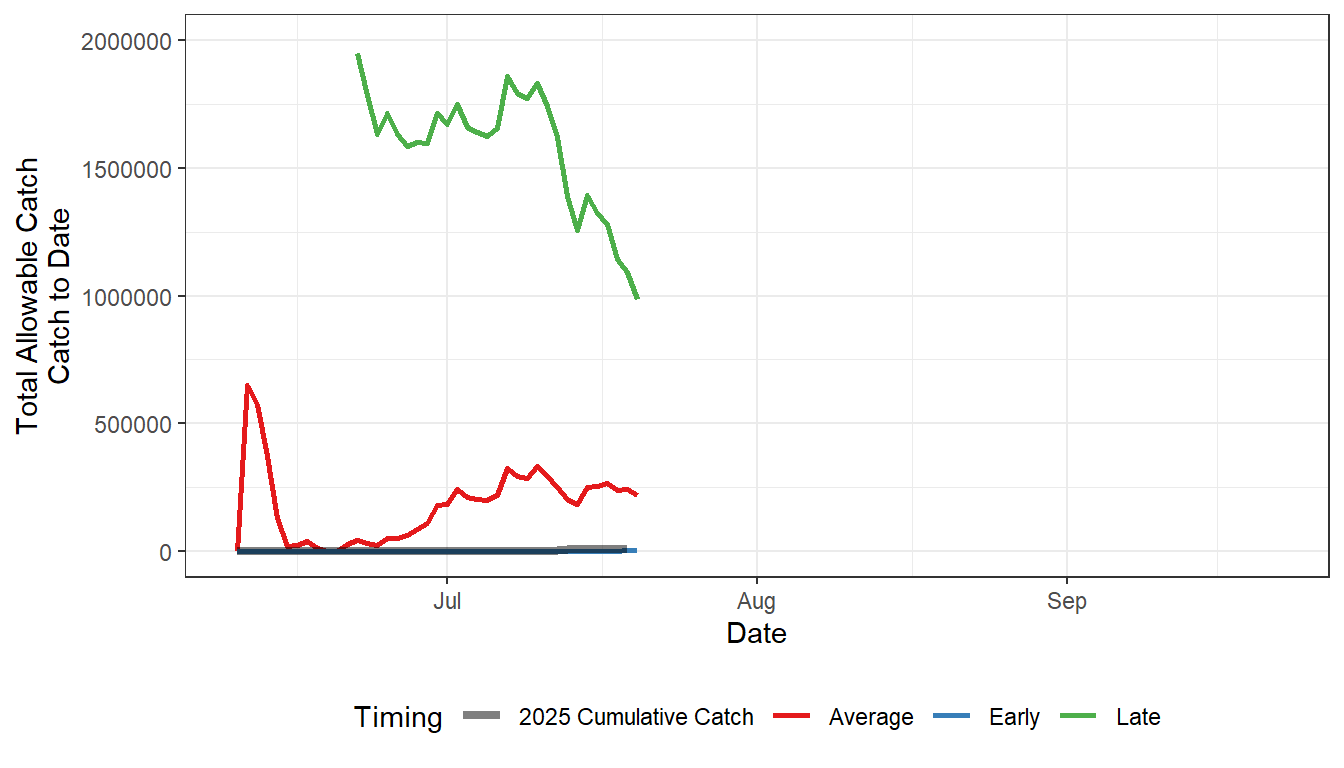 2000000
1500000
1000000
500000
0
Total Allowable Catch
Catch to Date
Jul Aug Sep
Date
Timing 2025 Cumulative Catch Average Early Late